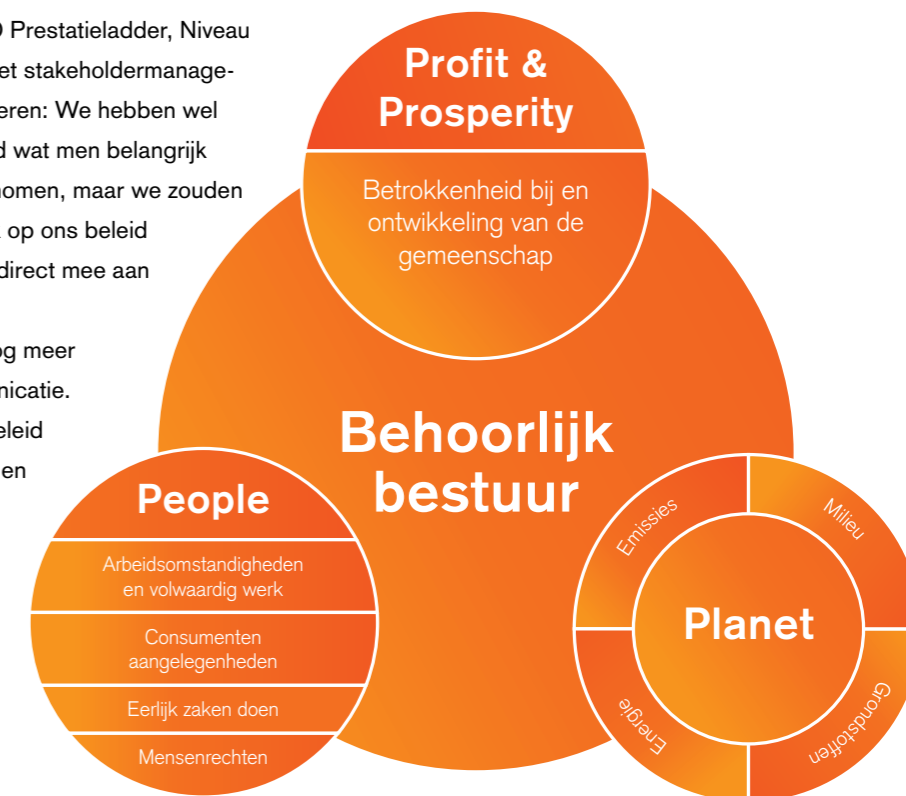 Prestatieladder, Niveau
et stakeholdermanage-
eren: We hebben wel
d wat men belangrijk
nomen, maar we zouden
op ons beleid
direct mee aan
og meer
nicatie.
eleid
en
Profit &
Prosperity
Betrokkenheid bij en
ontwikkeling van de
gemeenschap
Behoorlijk
bestuur
People
Arbeidsomstandigheden
en volwaardig werk
Consumenten
aangelegenheden
Eerlijk zaken doen
Mensenrechten
Planet
Emissies
Milieu
Grondstoffen
Energie